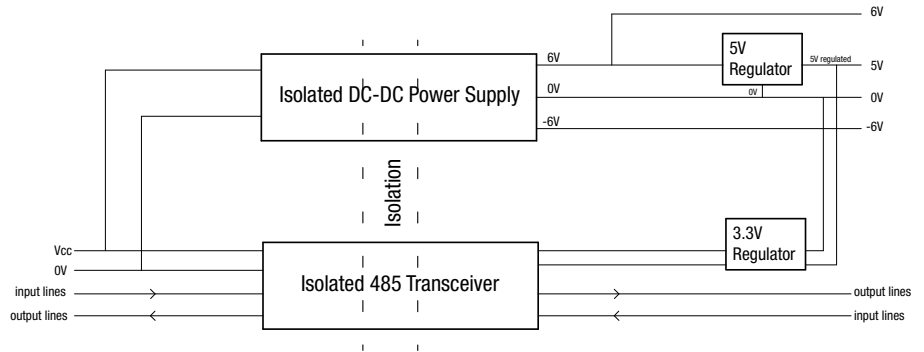 6V
6V
5V
Regulator
5V regulated
5V
Isolated DC-DC Power Supply
0V
0V
0V
-6V
-6V
Isolation
3.3V
Regulator
Vcc
0V
Isolated 485 Transceiver
input lines
output lines
output lines
input lines